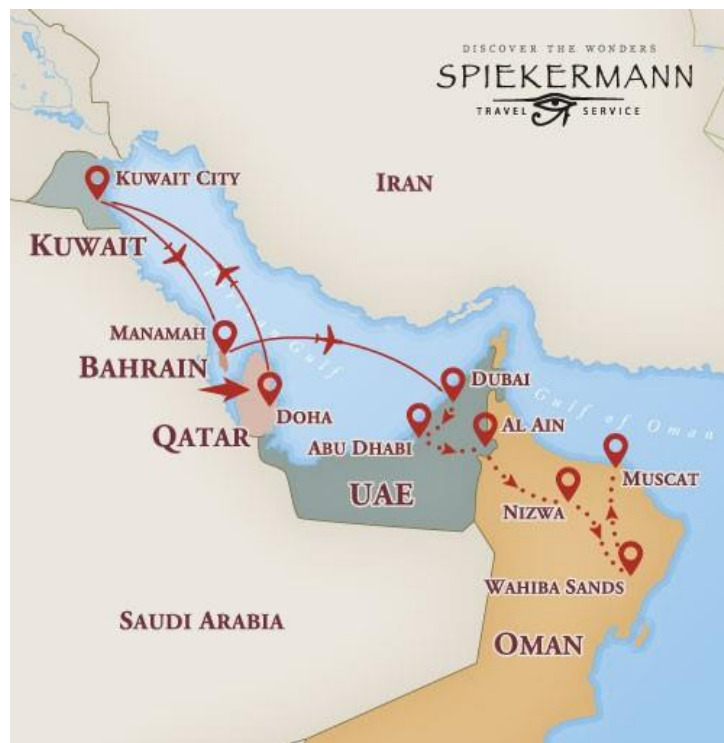 DISCOVER THE WONDERS
SPIEKERMANN
TRAVEL SERVICE
KUWAIT CITY
IRAN
KUWAIT
Persian Gulf
MANAMAH
BAHRAIN
DUBAI
Gulf of Oman
DOHA
AL AIN
QATAR
ABU DHABI
MUSCAT
UAE
NIZWA
WAHIBA SANDS
SAUDI ARABIA
OMAN